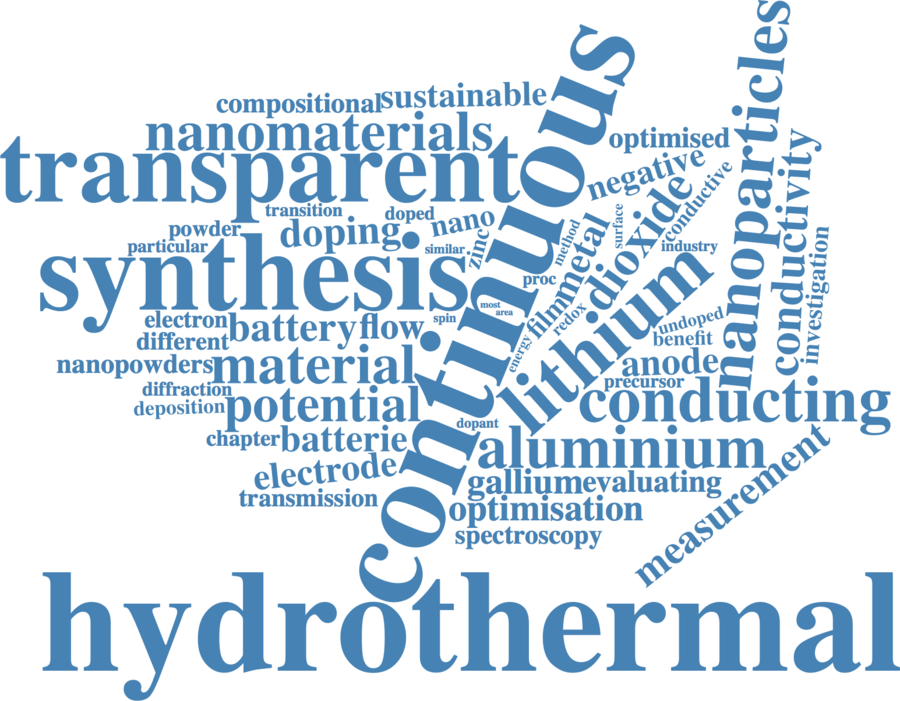 compositional
sustainable
nanomaterials
transparent
continuous
optimised
nanoparticles
negative
dioxide
conductive
conductivity
transition
doped
nano
powder
doping
particular
similar
zinc
method
surface
metal
industry
synthesis
proc
film
lithium
investigation
most
area
redox
energy
electron
battery
flow
spin
undoped
different
benefit
nanopowders
material
anode
diffraction
precursor
deposition
potential
conducting
chapter
batterie
dopant
aluminium
electrode
gallium
evaluating
measurement
transmission
optimisation
spectroscopy
hydrothermal